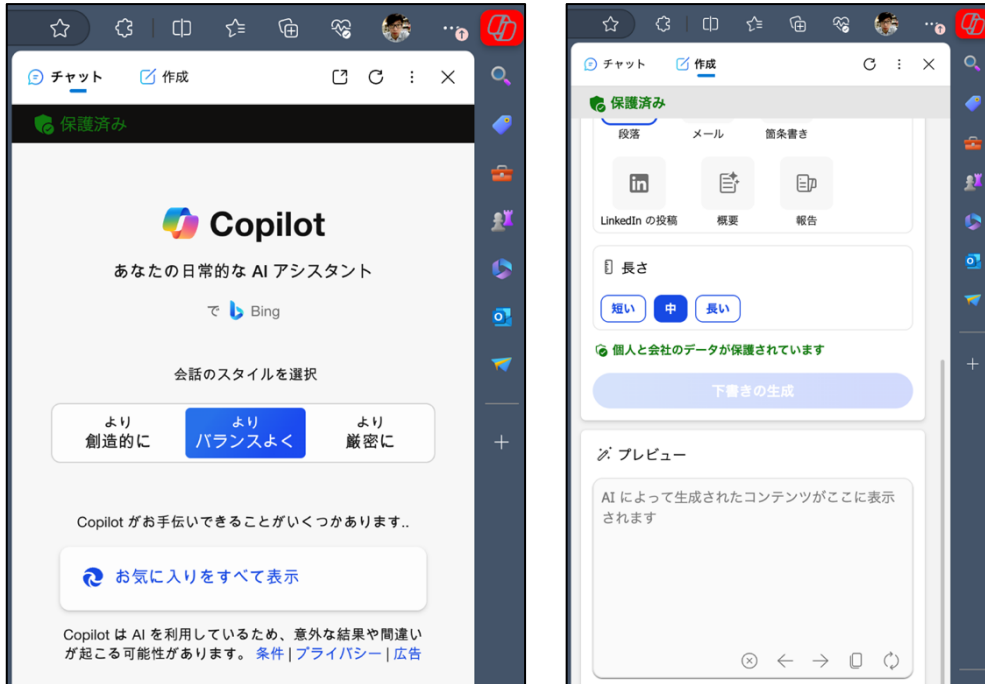 チャット
作成
保護済み
Copilot
あなたの日常的な AI アシスタント
で Bing
会話のスタイルを選択
より
創造的に
より
バランスよく
より
厳密に
Copilot がお手伝いできることがいくつかあります..
お気に入りをすべて表示
Copilot は AI を利用しているため、意外な結果や間違い
が起こる可能性があります。 条件 | プライバシー | 広告
チャット
作成
保護済み
段落
メール
箇条書き
LinkedIn の投稿
概要
報告
長さ
短い
中
長い
個人と会社のデータが保護されています
下書きの生成
プレビュー
AI によって生成されたコンテンツがここに表示
されます